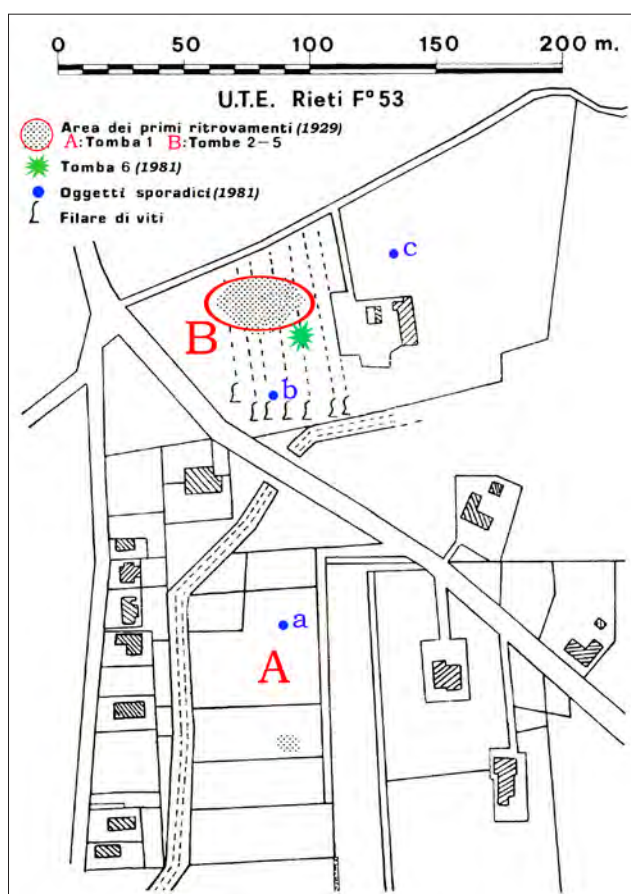 0 50 100 150 200 m.
U.T.E. Rieti F° 53
Area dei primi ritrovamenti (1929)
A: Tomba 1 B: Tombe 2-5
Tomba 6 (1981)
Oggetti sporadici (1981)
Filare di viti
c
B
b
a
A